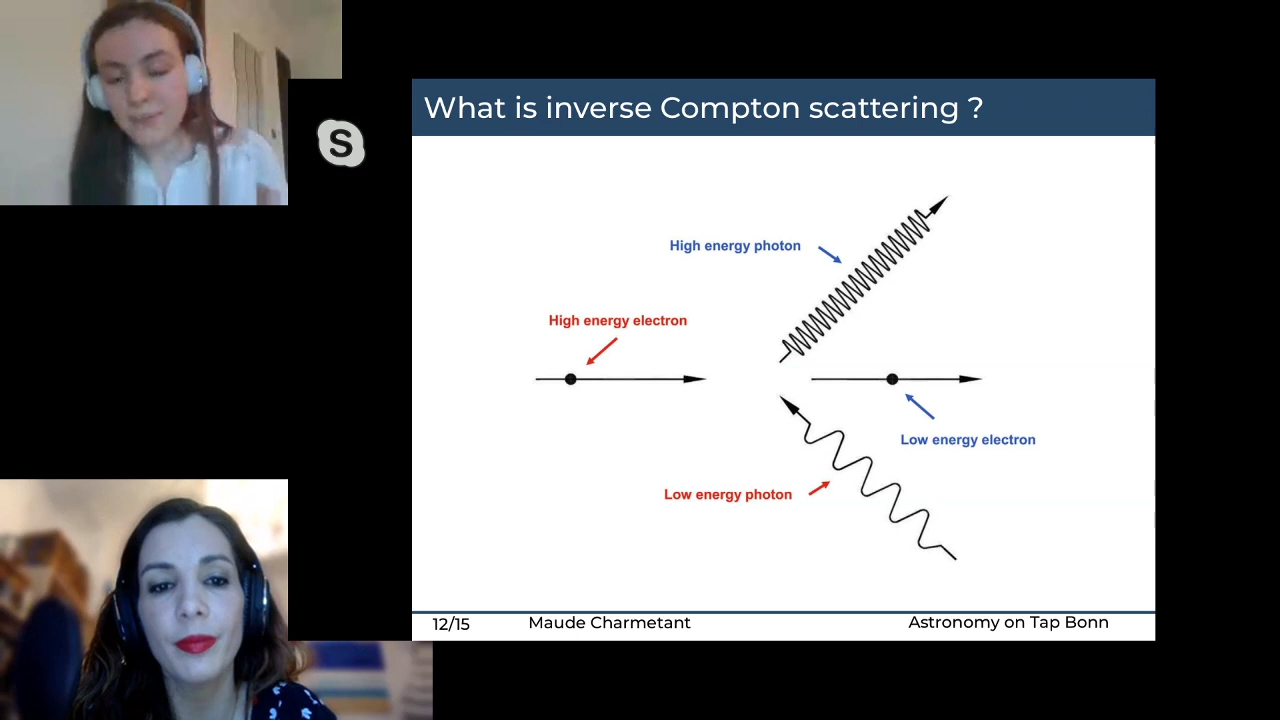 S
What is inverse Compton scattering ?
High energy photon
High energy electron
Low energy electron
Low energy photon
12/15
Maude Charmetant
Astronomy on Tap Bonn